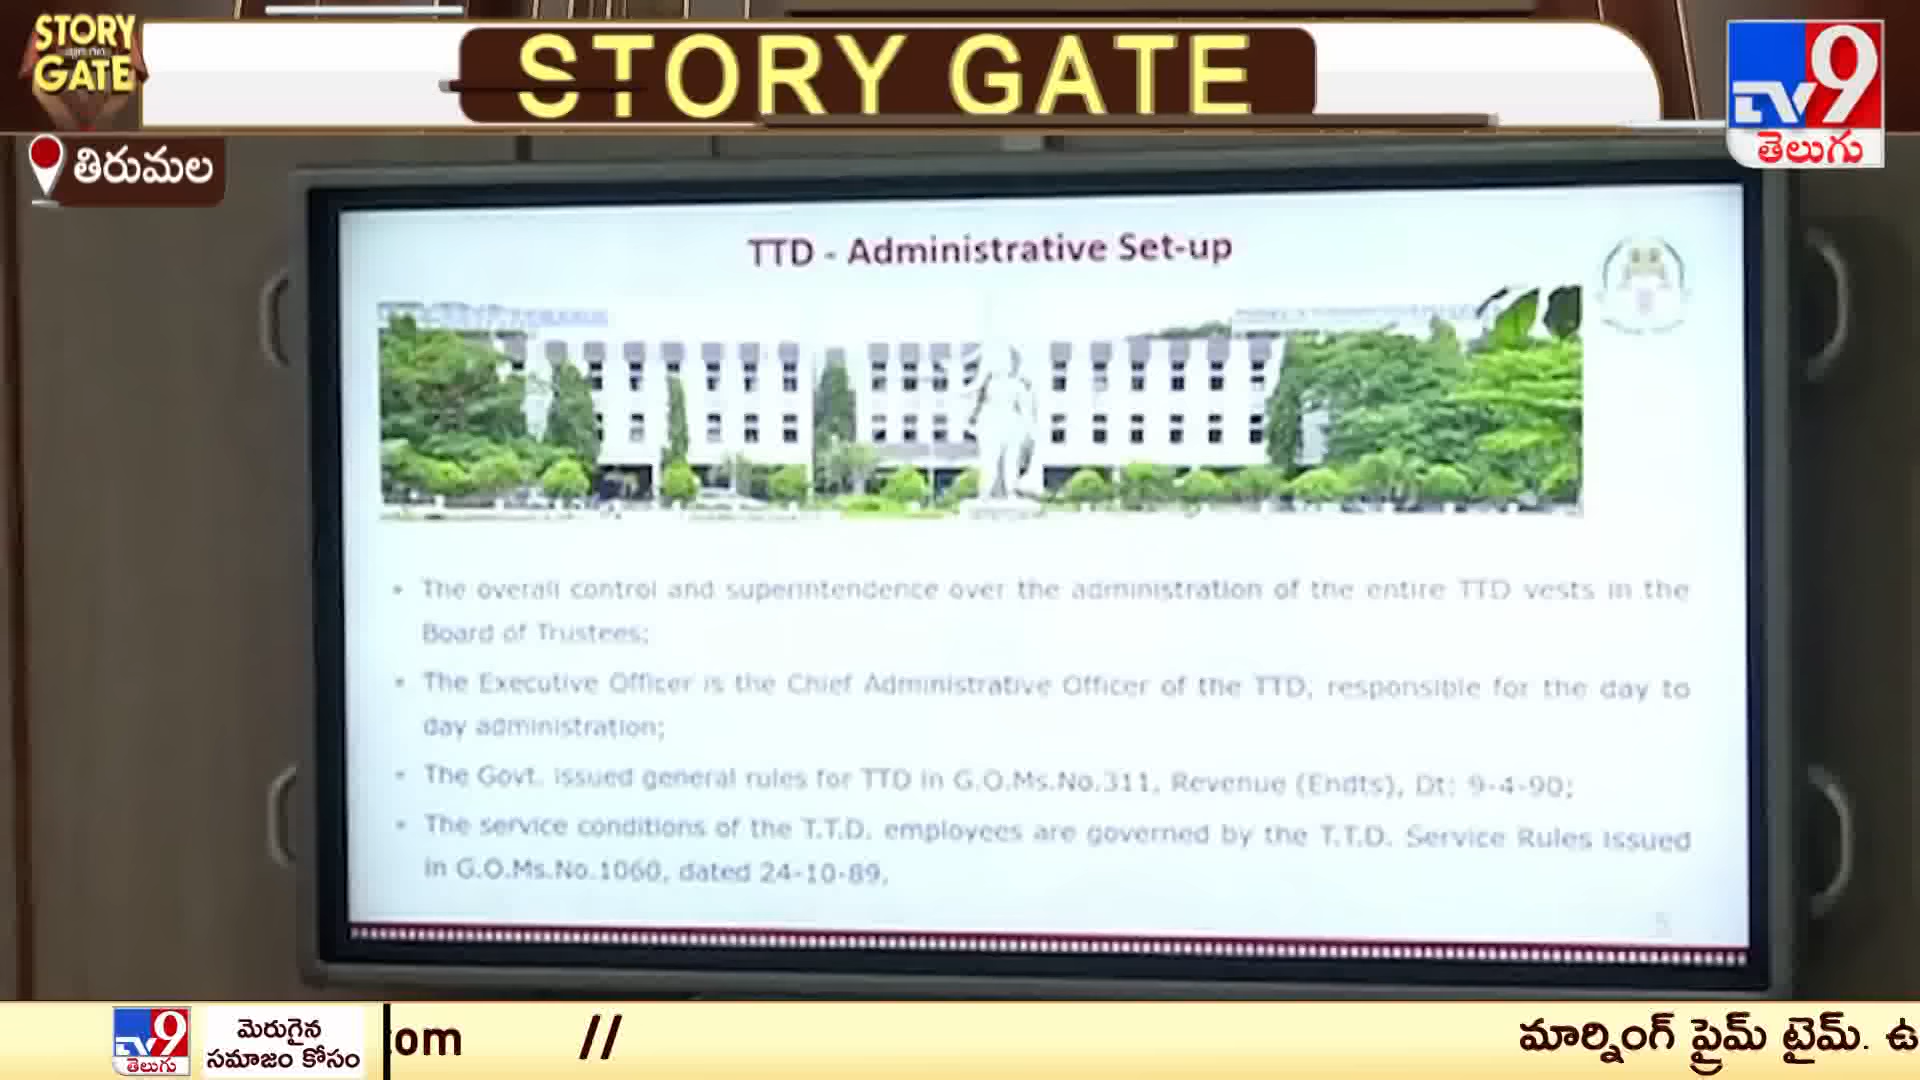 STORY
GATE
STORY GATE
TV9
తెలుగు
తిరుమల
TTD - Administrative Set-up
• The overall control and superintendence over the administration of the entire TTD vests in the
Board of Trustees;
• The Executive Officer is the Chief Administrative Officer of the TTD, responsible for the day to
day administration;
• The Govt. issued general rules for TTD in G.O.Ms.No.311, Revenue (Endts), Dt: 9-4-90;
• The service conditions of the T.T.D. employees are governed by the T.T.D. Service Rules issued
in G.O.Ms.No.1060, dated 24-10-89.
5
TV9
తెలుగు
మెరుగైన
సమాజం కోసం
com // మార్నింగ్ ప్రైమ్ టైమ్. ఉ